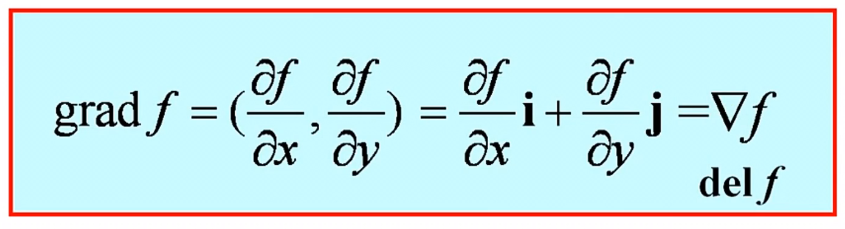 grad f = (∂f/∂x, ∂f/∂y) = ∂f/∂x i + ∂f/∂y j = ∇f
del f